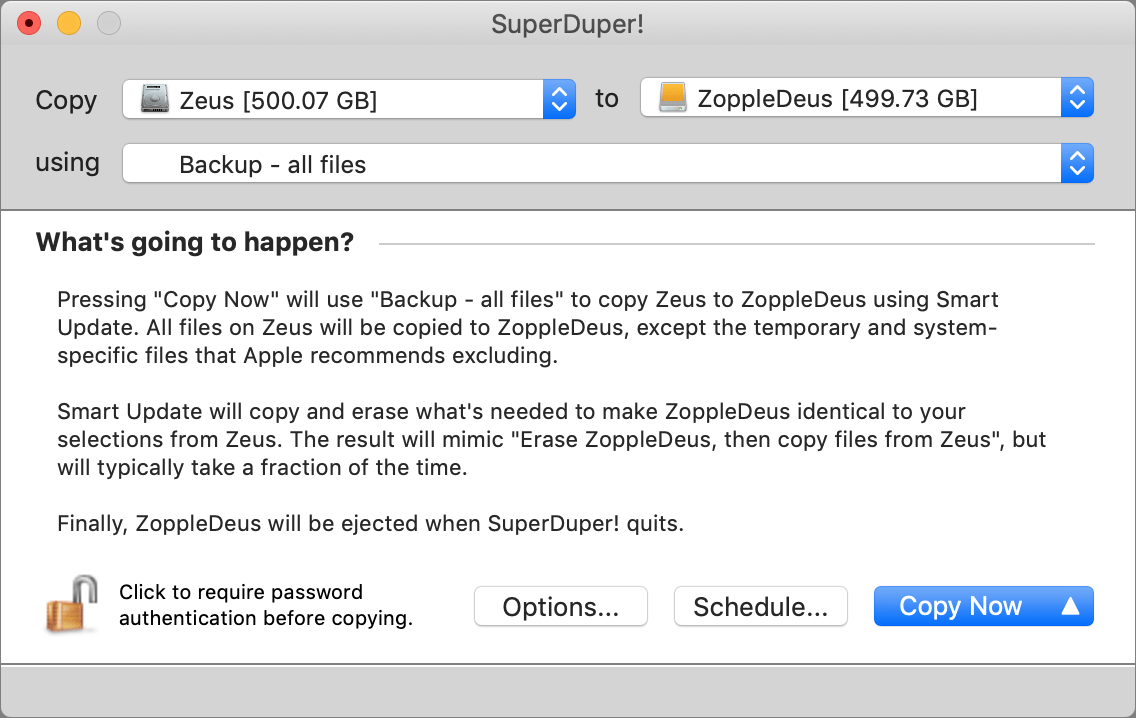 SuperDuper!
Copy Zeus [500.07 GB] to ZoppleDeus [499.73 GB]
using Backup - all files
What's going to happen?
Pressing "Copy Now" will use "Backup - all files" to copy Zeus to ZoppleDeus using Smart
Update. All files on Zeus will be copied to ZoppleDeus, except the temporary and system-
specific files that Apple recommends excluding.
Smart Update will copy and erase what's needed to make ZoppleDeus identical to your
selections from Zeus. The result will mimic "Erase ZoppleDeus, then copy files from Zeus", but
will typically take a fraction of the time.
Finally, ZoppleDeus will be ejected when SuperDuper! quits.
Click to require password
authentication before copying.
Options... Schedule... Copy Now